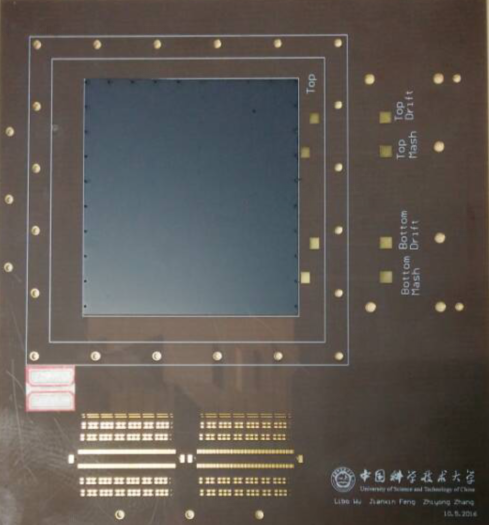 Top
Top
Drift
Top
Mash
Bottom
Drift
Bottom
Mash
中国科学技术大学
University of Science and Technology of China
Libo Wu Jianxin Feng Zhiyong Zhang
10.5.2016